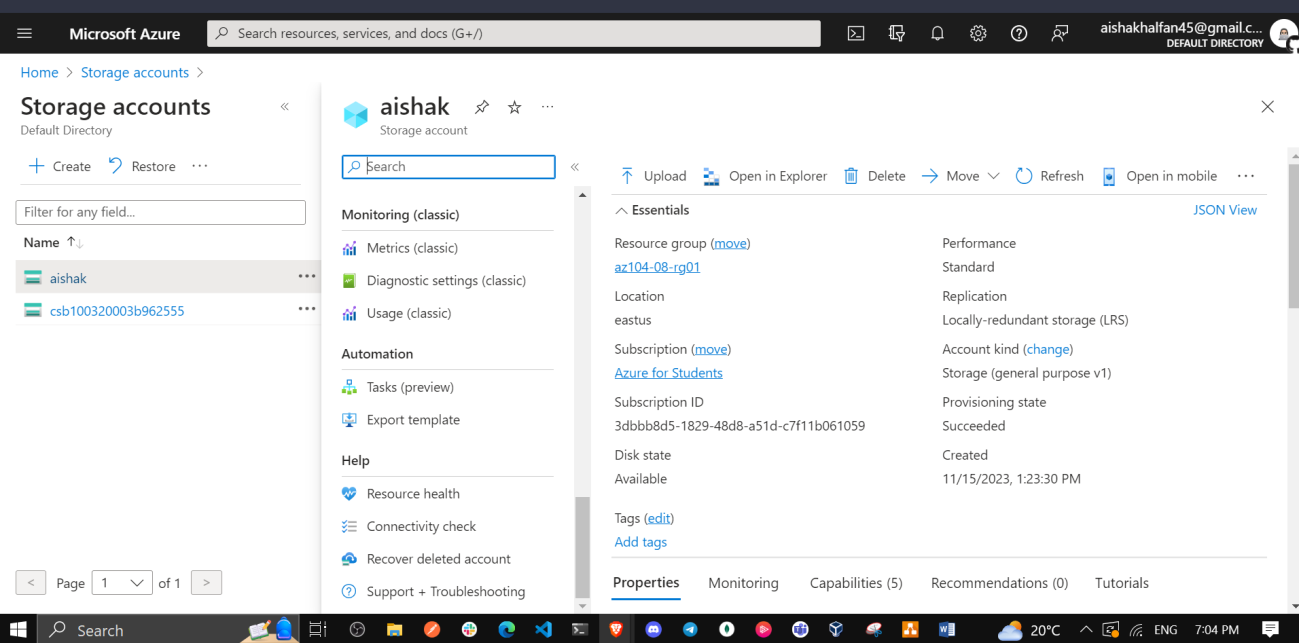 Microsoft Azure
Search resources, services, and docs (G+/)
aishakhalfan45@gmail.c...
DEFAULT DIRECTORY
Home > Storage accounts >
Storage accounts
Default Directory
+ Create
Restore
···
Filter for any field...
Name ↑↓
aishak ···
csb100320003b962555 ···
< Page 1 of 1 >
aishak ···
Storage account
Search
Monitoring (classic)
Metrics (classic)
Diagnostic settings (classic)
Usage (classic)
Automation
Tasks (preview)
Export template
Help
Resource health
Connectivity check
Recover deleted account
Support + Troubleshooting
Upload Open in Explorer Delete Move Refresh Open in mobile ···
Essentials
JSON View
Resource group (move)
az104-08-rg01
Location
eastus
Subscription (move)
Azure for Students
Subscription ID
3dbbb8d5-1829-48d8-a51d-c7f11b061059
Disk state
Available
Performance
Standard
Replication
Locally-redundant storage (LRS)
Account kind (change)
Storage (general purpose v1)
Provisioning state
Succeeded
Created
11/15/2023, 1:23:30 PM
Tags (edit)
Add tags
Properties Monitoring Capabilities (5) Recommendations (0) Tutorials
Search
20°C ENG 7:04 PM